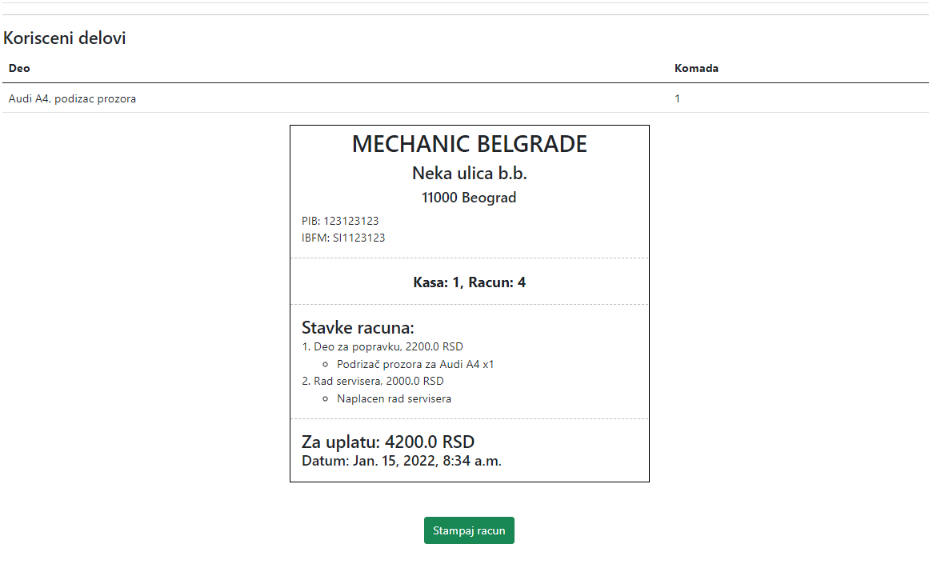 Korisceni delovi
Deo Komada
Audi A4. podizac prozora 1
MECHANIC BELGRADE
Neka ulica b.b.
11000 Beograd
PIB: 123123123
IBFM: SI1123123
Kasa: 1, Racun: 4
Stavke racuna:
1. Deo za popravku, 2200.0 RSD
Podrizač prozora za Audi A4 x1
2. Rad servisera, 2000.0 RSD
Naplacen rad servisera
Za uplatu: 4200.0 RSD
Datum: Jan. 15, 2022, 8:34 a.m.
Stampaj racun